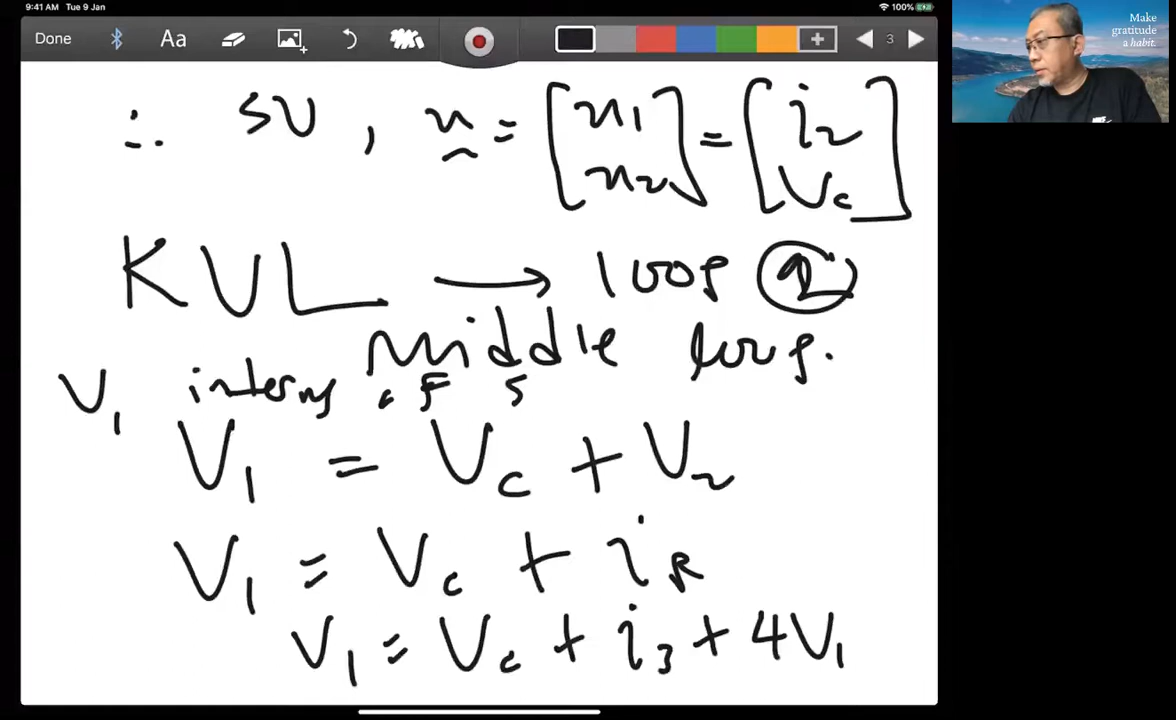 9:41 AM Tue 9 Jan
100%
Done
Aa
3
Make
gratitude
a habit.
∴ SV , x = [x1 x2] = [i2 Vc]
KVL → loop 2
middle loop.
V1 interms of s
V1 = Vc + V2
V1 = Vc + iR
V1 = Vc + i3 + 4V1